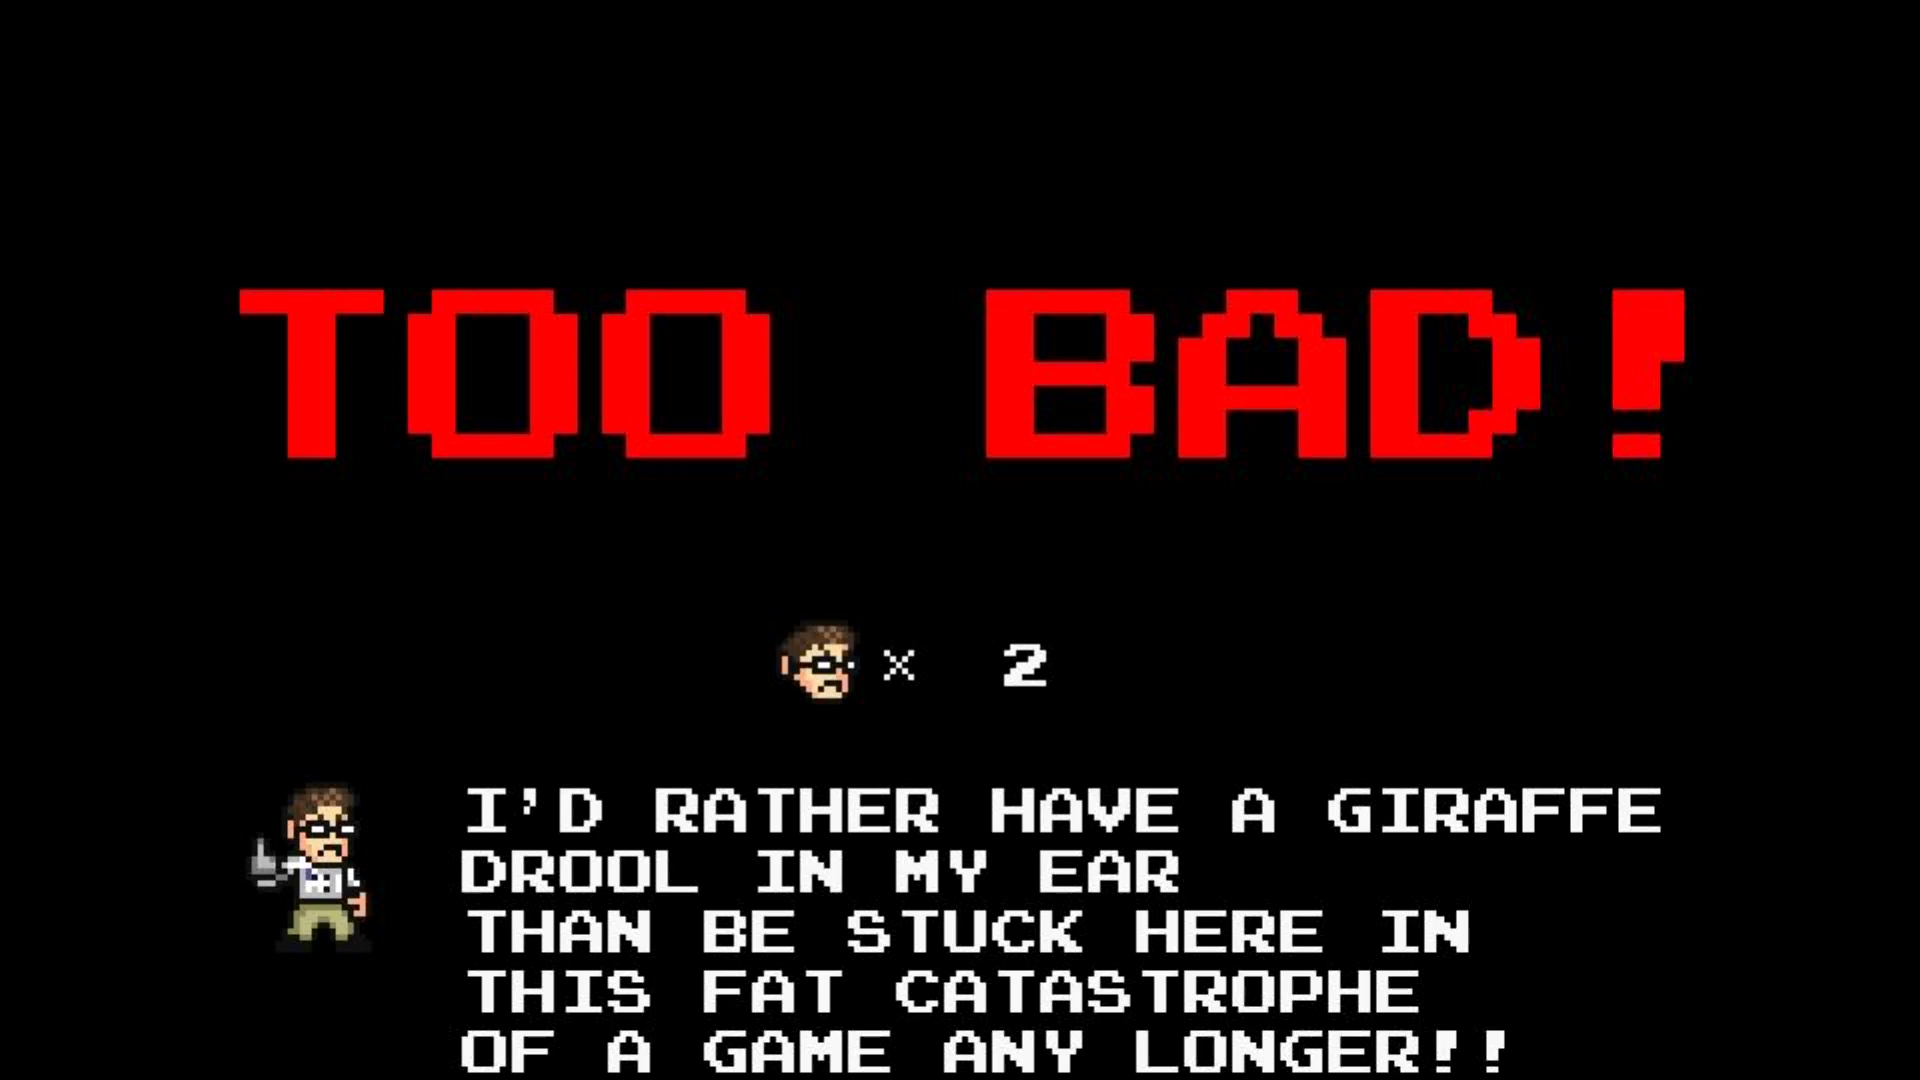 TOO BAD!
× 2
I'D RATHER HAVE A GIRAFFE
DROOL IN MY EAR
THAN BE STUCK HERE IN
THIS FAT CATASTROPHE
OF A GAME ANY LONGER!!